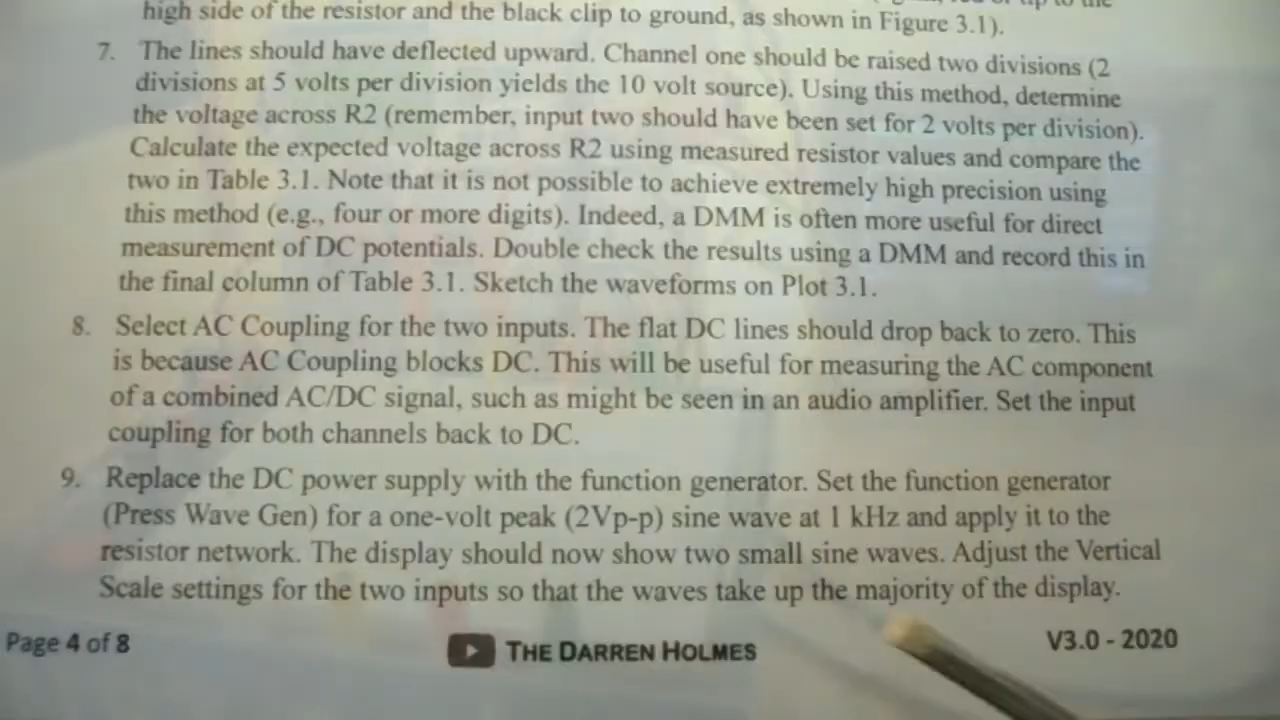 high side of the resistor and the black clip to ground, as shown in Figure 3.1).
7. The lines should have deflected upward. Channel one should be raised two divisions (2
divisions at 5 volts per division yields the 10 volt source). Using this method, determine
the voltage across R2 (remember, input two should have been set for 2 volts per division).
Calculate the expected voltage across R2 using measured resistor values and compare the
two in Table 3.1. Note that it is not possible to achieve extremely high precision using
this method (e.g., four or more digits). Indeed, a DMM is often more useful for direct
measurement of DC potentials. Double check the results using a DMM and record this in
the final column of Table 3.1. Sketch the waveforms on Plot 3.1.
8. Select AC Coupling for the two inputs. The flat DC lines should drop back to zero. This
is because AC Coupling blocks DC. This will be useful for measuring the AC component
of a combined AC/DC signal, such as might be seen in an audio amplifier. Set the input
coupling for both channels back to DC.
9. Replace the DC power supply with the function generator. Set the function generator
(Press Wave Gen) for a one-volt peak (2Vp-p) sine wave at 1 kHz and apply it to the
resistor network. The display should now show two small sine waves. Adjust the Vertical
Scale settings for the two inputs so that the waves take up the majority of the display.
Page 4 of 8
THE DARREN HOLMES
V3.0 - 2020